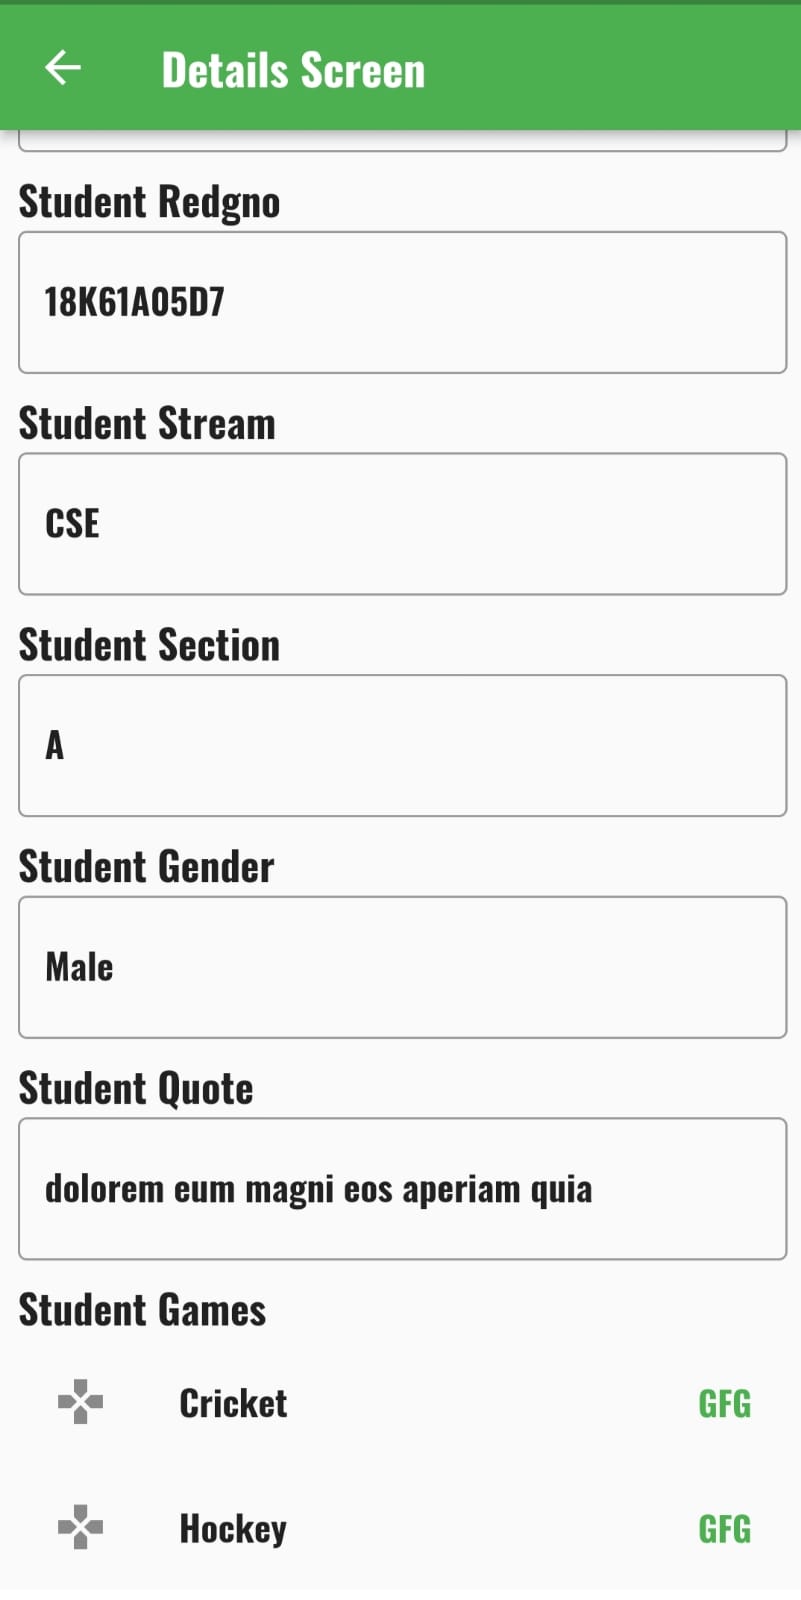 Details Screen
Student Redgno
18K61A05D7
Student Stream
CSE
Student Section
A
Student Gender
Male
Student Quote
dolorem eum magni eos aperiam quia
Student Games
Cricket GFG
Hockey GFG